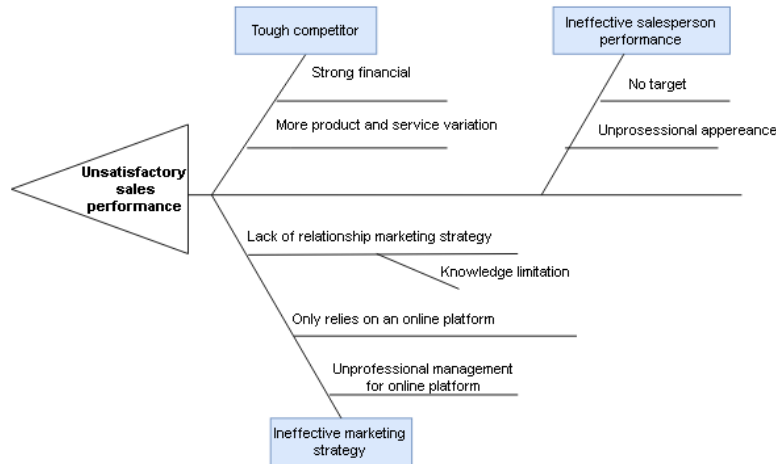 Tough competitor
Ineffective salesperson
performance
Strong financial
No target
More product and service variation
Unprosessional appereance
Unsatisfactory
sales
performance
Lack of relationship marketing strategy
Knowledge limitation
Only relies on an online platform
Unprofessional management
for online platform
Ineffective marketing
strategy